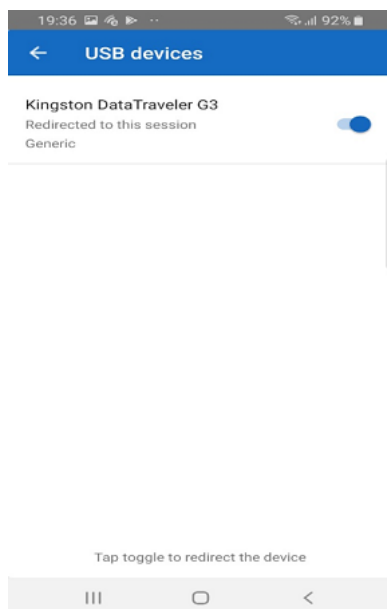 19:36 92%
USB devices
Kingston DataTraveler G3
Redirected to this session
Generic
Tap toggle to redirect the device